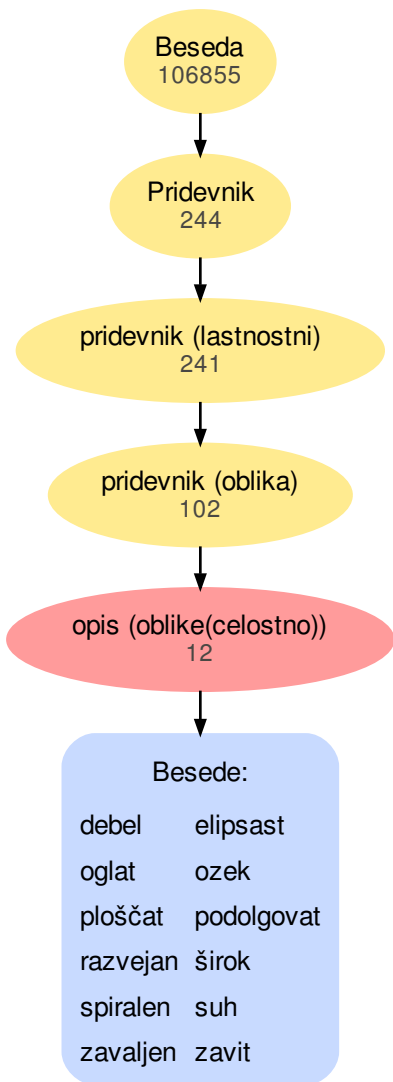 Beseda
106855
Pridevnik
244
pridevnik (lastnostni)
241
pridevnik (oblika)
102
opis (oblike(celostno))
12
Besede:
debel elipsast
oglat ozek
ploščat podolgovat
razvejan širok
spiralen suh
zavaljen zavit